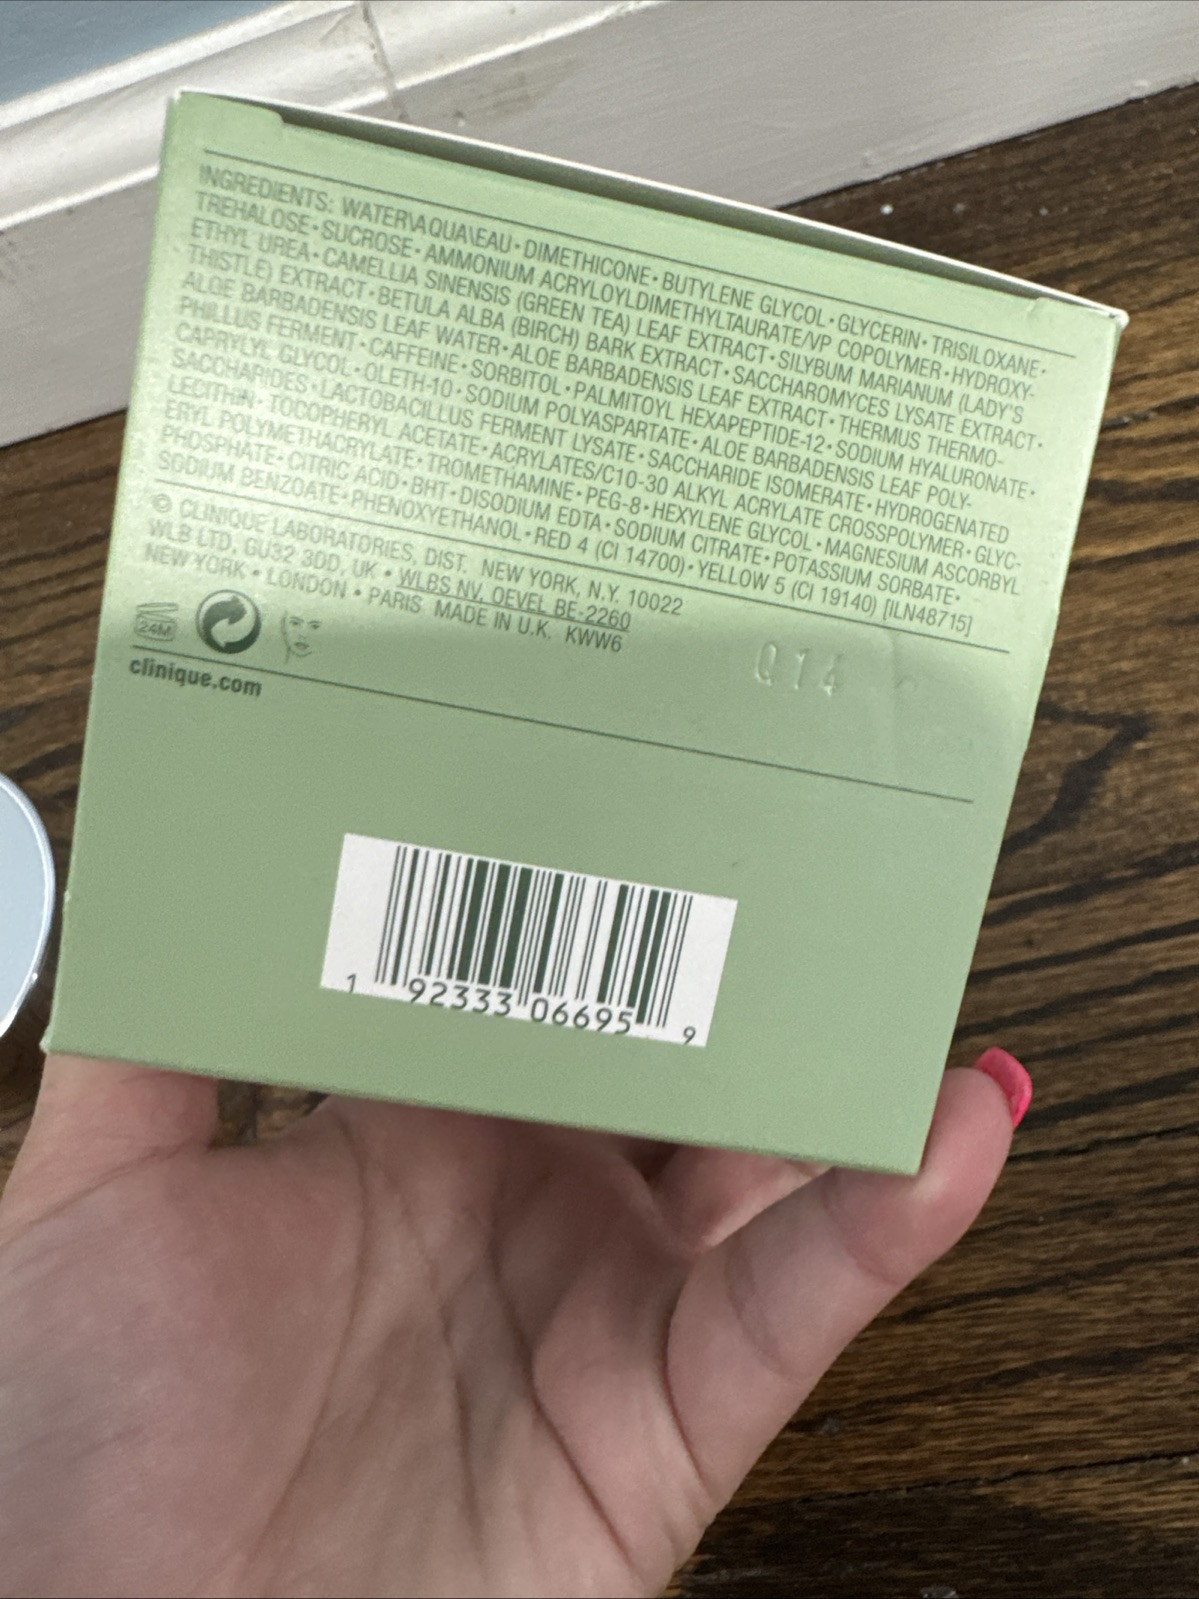 INGREDIENTS: WATER\AQUA\EAU • DIMETHICONE • BUTYLENE GLYCOL • GLYCERIN • TRISILOXANE •
TREHALOSE • SUCROSE • AMMONIUM ACRYLOYLDIMETHYLTAURATE/VP COPOLYMER • HYDROXY-
ETHYL UREA • CAMELLIA SINENSIS (GREEN TEA) LEAF EXTRACT • SILYBUM MARIANUM (LADY'S
THISTLE) EXTRACT • BETULA ALBA (BIRCH) BARK EXTRACT • SACCHAROMYCES LYSATE EXTRACT •
ALOE BARBADENSIS LEAF WATER • ALOE BARBADENSIS LEAF EXTRACT • THERMUS THERMO-
PHILLUS FERMENT • CAFFEINE • SORBITOL • PALMITOYL HEXAPEPTIDE-12 • SODIUM HYALURONATE •
CAPRYLYL GLYCOL • OLETH-10 • SODIUM POLYASPARTATE • ALOE BARBADENSIS LEAF POLY-
SACCHARIDES • LACTOBACILLUS FERMENT LYSATE • SACCHARIDE ISOMERATE • HYDROGENATED
LECITHIN • TOCOPHERYL ACETATE • ACRYLATES/C10-30 ALKYL ACRYLATE CROSSPOLYMER • GLYC-
ERYL POLYMETHACRYLATE • TROMETHAMINE • PEG-8 • HEXYLENE GLYCOL • MAGNESIUM ASCORBYL
PHOSPHATE • CITRIC ACID • BHT • DISODIUM EDTA • SODIUM CITRATE • POTASSIUM SORBATE •
SODIUM BENZOATE • PHENOXYETHANOL • RED 4 (CI 14700) • YELLOW 5 (CI 19140) [ILN48715]
© CLINIQUE LABORATORIES, DIST. NEW YORK, N.Y. 10022
WLB LTD, GU32 3DD, UK • WLBS NV, OEVEL BE-2260
NEW YORK • LONDON • PARIS MADE IN U.K. KWW6
24M
Q14
clinique.com
1 92333 06695 9